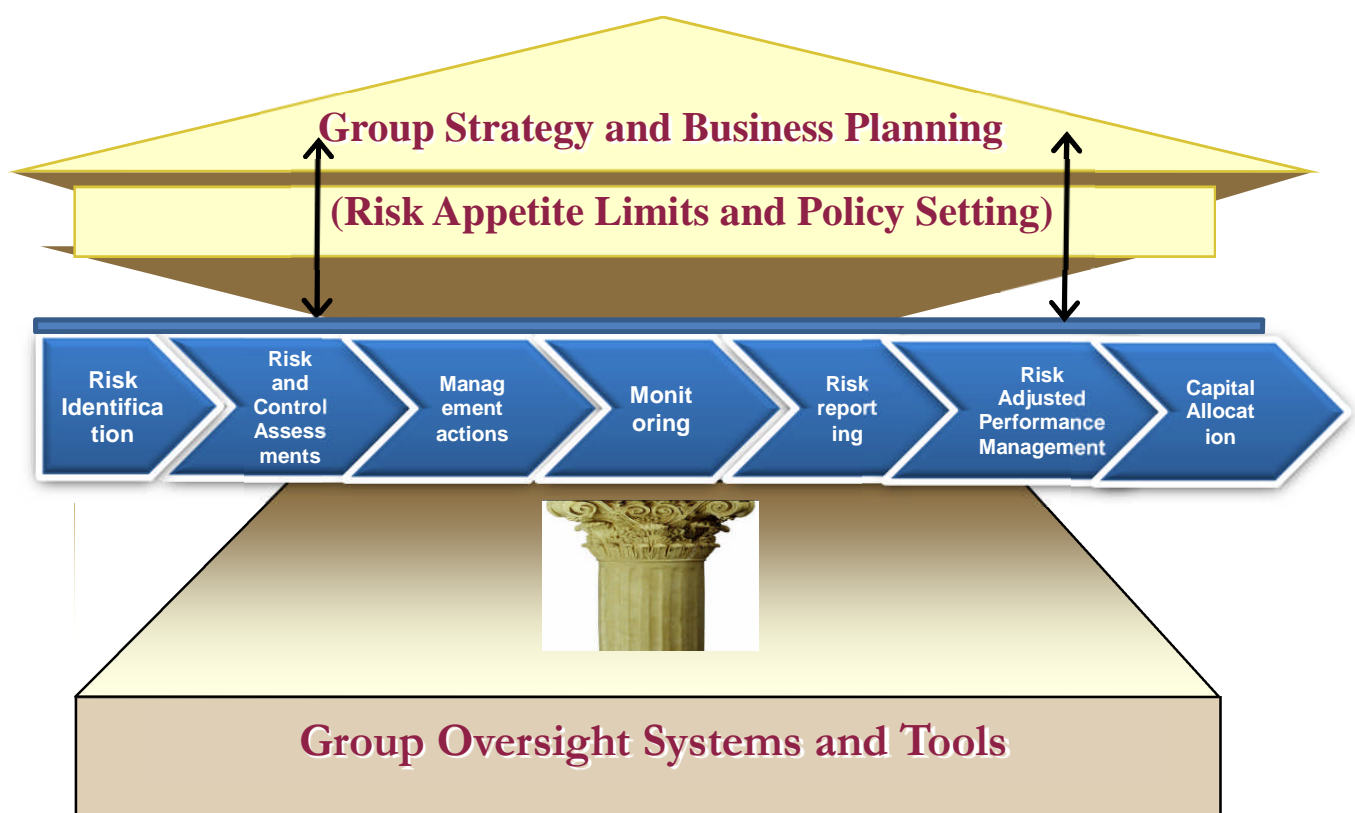 Group Strategy and Business Planning
(Risk Appetite Limits and Policy Setting)
Risk
Identifica
tion
Risk
and
Control
Assess
ments
Manag
ement
actions
Monit
oring
Risk
report
ing
Risk
Adjusted
Performance
Management
Capital
Allocat
ion
Group Oversight Systems and Tools